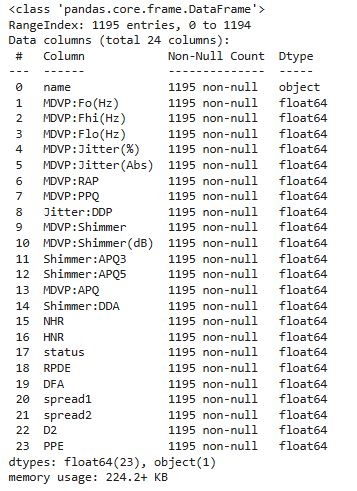 <class 'pandas.core.frame.DataFrame'>
RangeIndex: 1195 entries, 0 to 1194
Data columns (total 24 columns):
 #   Column            Non-Null Count  Dtype
---  ------            --------------  -----
 0   name              1195 non-null   object
 1   MDVP:Fo(Hz)       1195 non-null   float64
 2   MDVP:Fhi(Hz)      1195 non-null   float64
 3   MDVP:Flo(Hz)      1195 non-null   float64
 4   MDVP:Jitter(%)    1195 non-null   float64
 5   MDVP:Jitter(Abs)  1195 non-null   float64
 6   MDVP:RAP          1195 non-null   float64
 7   MDVP:PPQ          1195 non-null   float64
 8   Jitter:DDP        1195 non-null   float64
 9   MDVP:Shimmer      1195 non-null   float64
 10  MDVP:Shimmer(dB)  1195 non-null   float64
 11  Shimmer:APQ3      1195 non-null   float64
 12  Shimmer:APQ5      1195 non-null   float64
 13  MDVP:APQ          1195 non-null   float64
 14  Shimmer:DDA       1195 non-null   float64
 15  NHR               1195 non-null   float64
 16  HNR               1195 non-null   float64
 17  status            1195 non-null   float64
 18  RPDE              1195 non-null   float64
 19  DFA               1195 non-null   float64
 20  spread1           1195 non-null   float64
 21  spread2           1195 non-null   float64
 22  D2                1195 non-null   float64
 23  PPE               1195 non-null   float64
dtypes: float64(23), object(1)
memory usage: 224.2+ KB